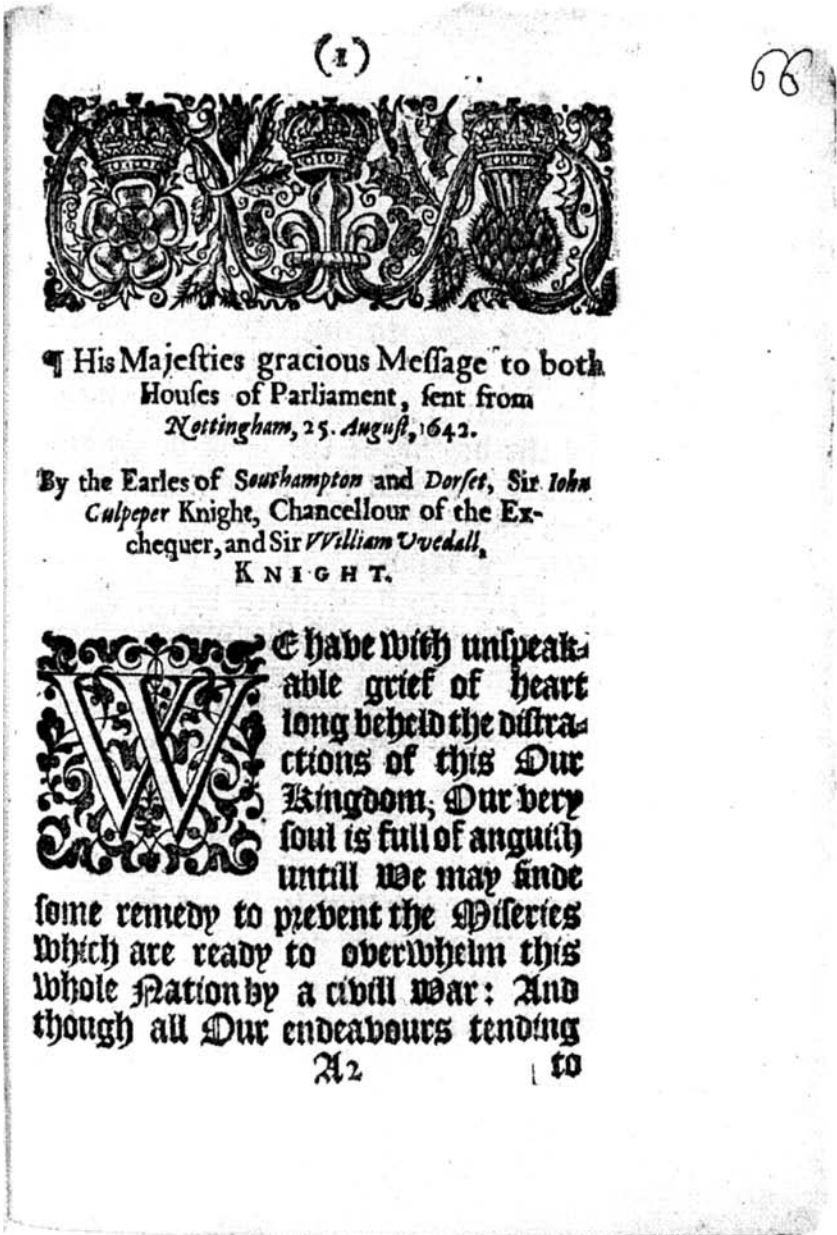 (1)
66
¶ His Majeſties gracious Meſſage to both
Houſes of Parliament, ſent from
Nottingham, 25. Auguſt, 1642.
By the Earles of Southampton and Dorſet, Sir Iohn
Culpeper Knight, Chancellour of the Ex-
chequer, and Sir VVilliam Uvedall,
KNIGHT.
WE have with unſpeak-
able grief of heart
long beheld the diſtra-
ctions of this Our
Kingdom; Our very
ſoul is full of anguiſh
untill We may finde
ſome remedy to prevent the Miſeries
which are ready to overwhelm this
whole Nation by a civill War: And
though all Our endeavours tending
A2 to